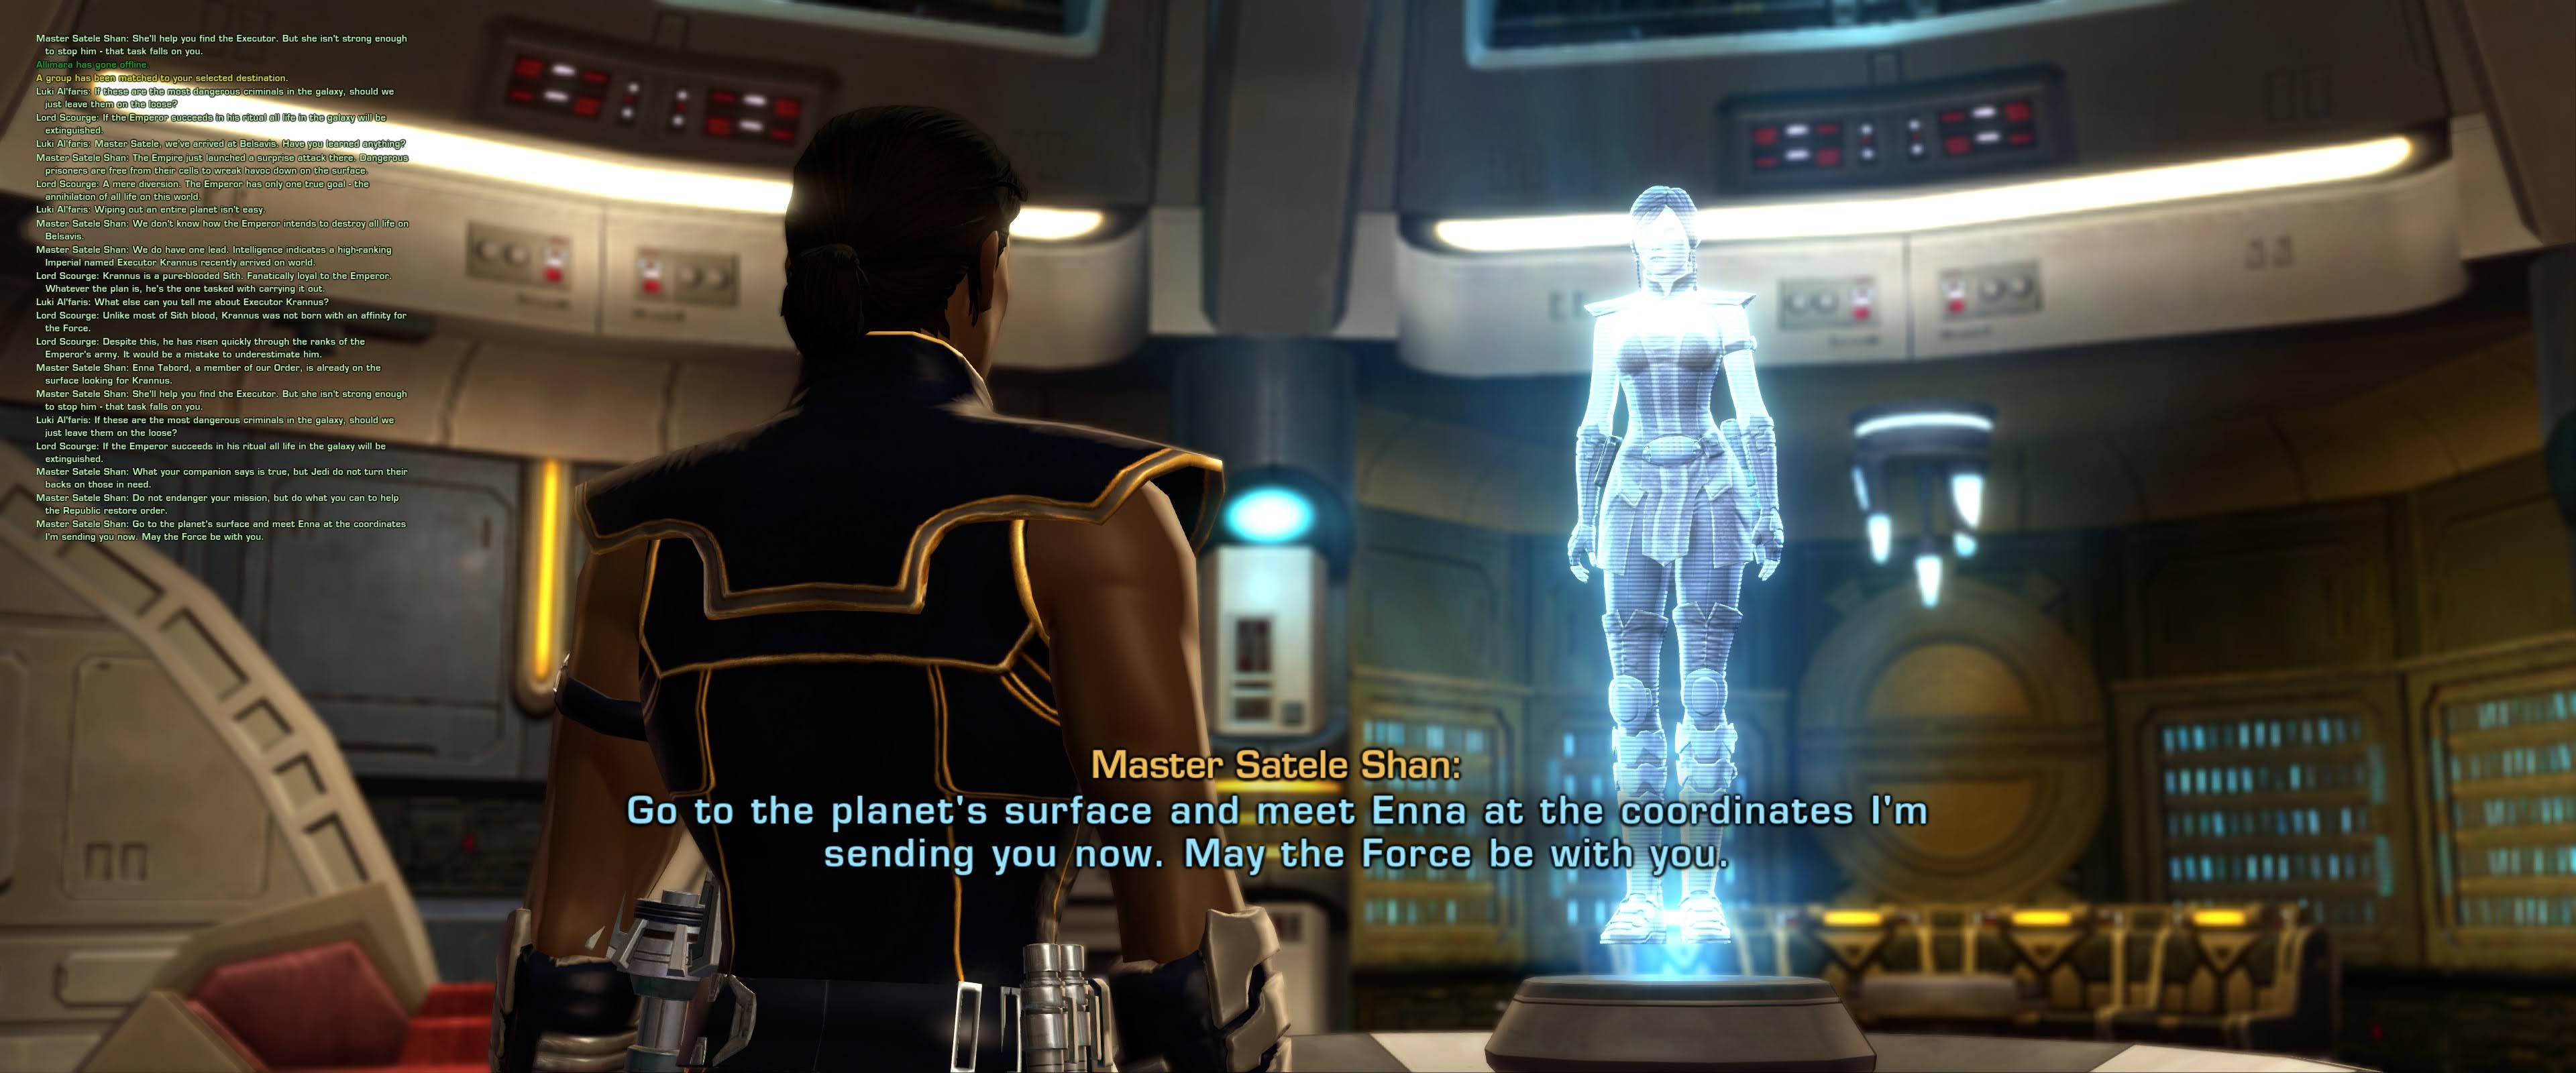 Master Satele Shan: She'll help you find the Executor. But she isn't strong enough
to stop him - that task falls on you.
Allimara has gone offline.
A group has been matched to your selected destination.
Luki Al'faris: If these are the most dangerous criminals in the galaxy, should we
just leave them on the loose?
Lord Scourge: If the Emperor succeeds in his ritual all life in the galaxy will be
extinguished.
Luki Al'faris: Master Satele, we've arrived at Belsavis. Have you learned anything?
Master Satele Shan: The Empire just launched a surprise attack there. Dangerous
prisoners are free from their cells to wreak havoc down on the surface.
Lord Scourge: A mere diversion. The Emperor has only one true goal - the
annihilation of all life on this world.
Luki Al'faris: Wiping out an entire planet isn't easy.
Master Satele Shan: We don't know how the Emperor intends to destroy all life on
Belsavis.
Master Satele Shan: We do have one lead. Intelligence indicates a high-ranking
Imperial named Executor Krannus recently arrived on world.
Lord Scourge: Krannus is a pure-blooded Sith. Fanatically loyal to the Emperor.
Whatever the plan is, he's the one tasked with carrying it out.
Luki Al'faris: What else can you tell me about Executor Krannus?
Lord Scourge: Unlike most of Sith blood, Krannus was not born with an affinity for
the Force.
Lord Scourge: Despite this, he has risen quickly through the ranks of the
Emperor's army. It would be a mistake to underestimate him.
Master Satele Shan: Enna Tabord, a member of our Order, is already on the
surface looking for Krannus.
Master Satele Shan: She'll help you find the Executor. But she isn't strong enough
to stop him - that task falls on you.
Luki Al'faris: If these are the most dangerous criminals in the galaxy, should we
just leave them on the loose?
Lord Scourge: If the Emperor succeeds in his ritual all life in the galaxy will be
extinguished.
Master Satele Shan: What your companion says is true, but Jedi do not turn their
backs on those in need.
Master Satele Shan: Do not endanger your mission, but do what you can to help
the Republic restore order.
Master Satele Shan: Go to the planet's surface and meet Enna at the coordinates
I'm sending you now. May the Force be with you.
Master Satele Shan:
Go to the planet's surface and meet Enna at the coordinates I'm
sending you now. May the Force be with you.